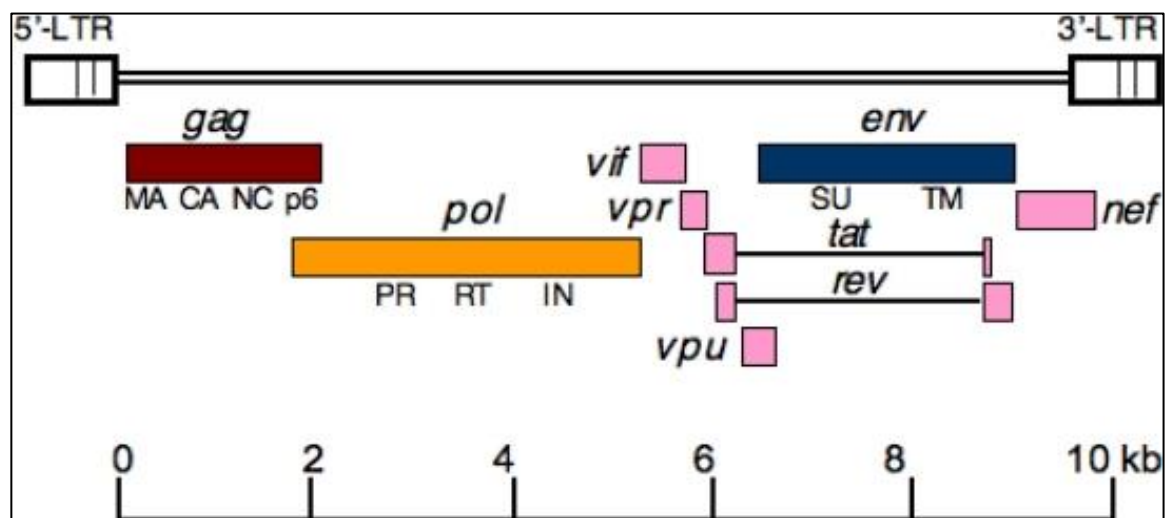 5'-LTR 3'-LTR
gag env
vif
MA CA NC p6 SU TM
pol vpr nef
tat
PR RT IN rev
vpu
0 2 4 6 8 10 kb